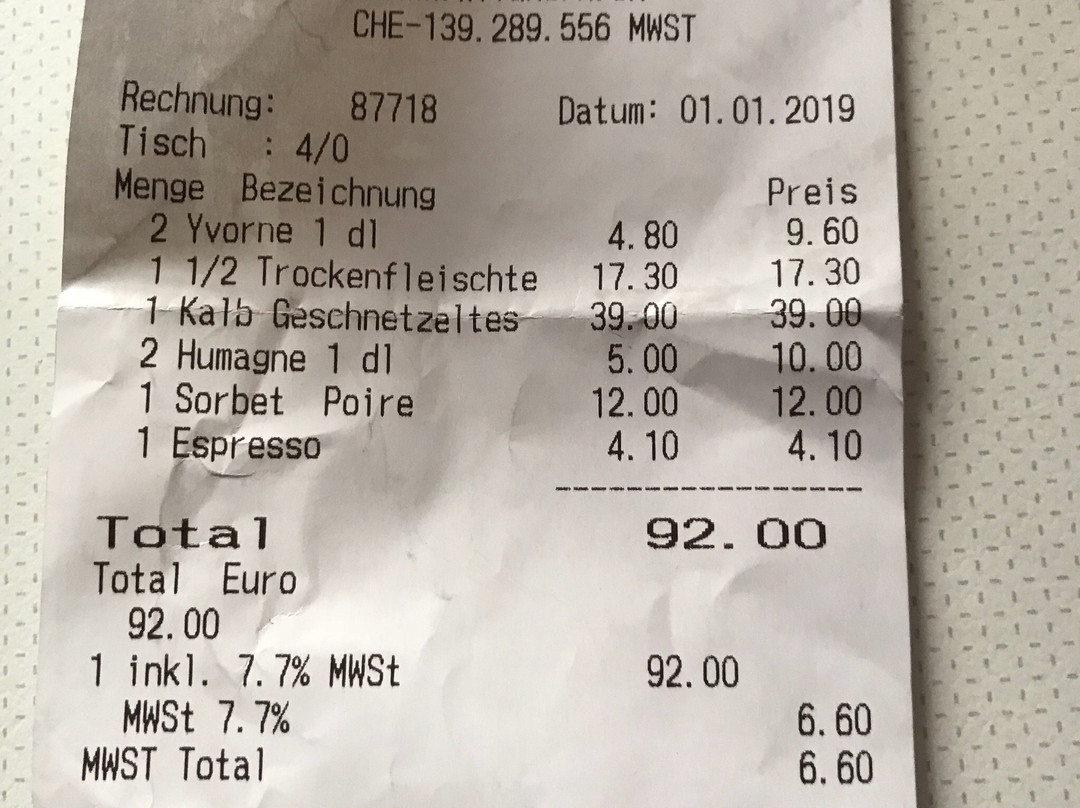 CHE-139.289.556 MWST
Rechnung: 87718 Datum: 01.01.2019
Tisch : 4/0
Menge Bezeichnung Preis
2 Yvorne 1 dl 4.80 9.60
1 1/2 Trockenfleischte 17.30 17.30
1 Kalb Geschnetzeltes 39.00 39.00
2 Humagne 1 dl 5.00 10.00
1 Sorbet Poire 12.00 12.00
1 Espresso 4.10 4.10
Total 92.00
Total Euro
92.00
1 inkl. 7.7% MWSt 92.00
MWSt 7.7% 6.60
MWST Total 6.60